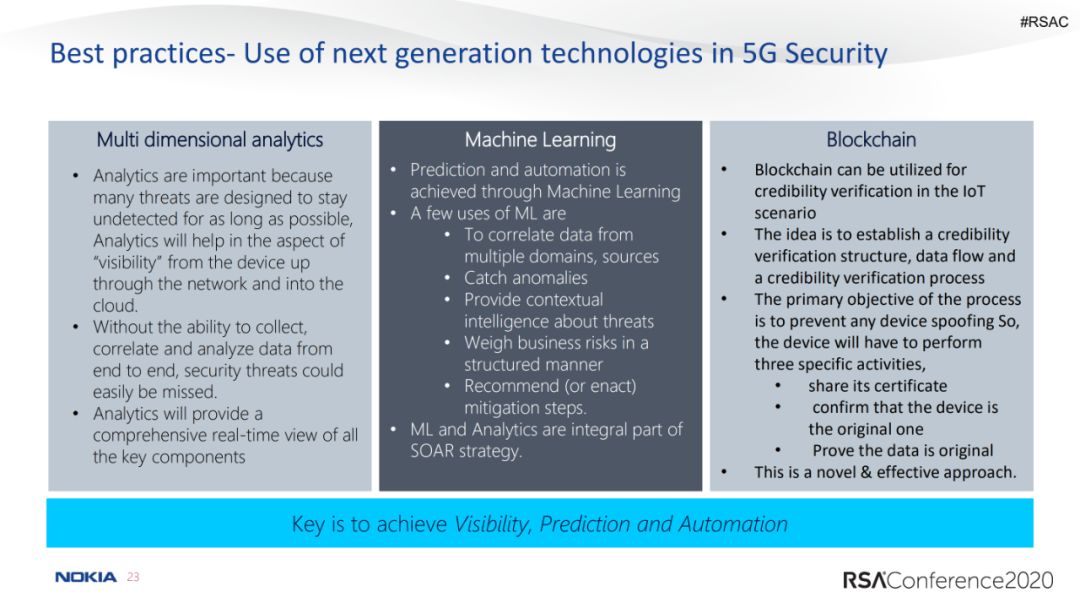 #RSAC
Best practices- Use of next generation technologies in 5G Security
Multi dimensional analytics
• Analytics are important because
many threats are designed to stay
undetected for as long as possible,
Analytics will help in the aspect of
“visibility” from the device up
through the network and into the
cloud.
• Without the ability to collect,
correlate and analyze data from
end to end, security threats could
easily be missed.
• Analytics will provide a
comprehensive real-time view of all
the key components
Machine Learning
• Prediction and automation is
achieved through Machine Learning
• A few uses of ML are
• To correlate data from
multiple domains, sources
• Catch anomalies
• Provide contextual
intelligence about threats
• Weigh business risks in a
structured manner
• Recommend (or enact)
mitigation steps.
• ML and Analytics are integral part of
SOAR strategy.
Blockchain
• Blockchain can be utilized for
credibility verification in the IoT
scenario
• The idea is to establish a credibility
verification structure, data flow and
a credibility verification process
• The primary objective of the process
is to prevent any device spoofing So,
the device will have to perform
three specific activities,
• share its certificate
• confirm that the device is
the original one
• Prove the data is original
• This is a novel & effective approach.
Key is to achieve Visibility, Prediction and Automation
NOKIA 23
RSAConference2020